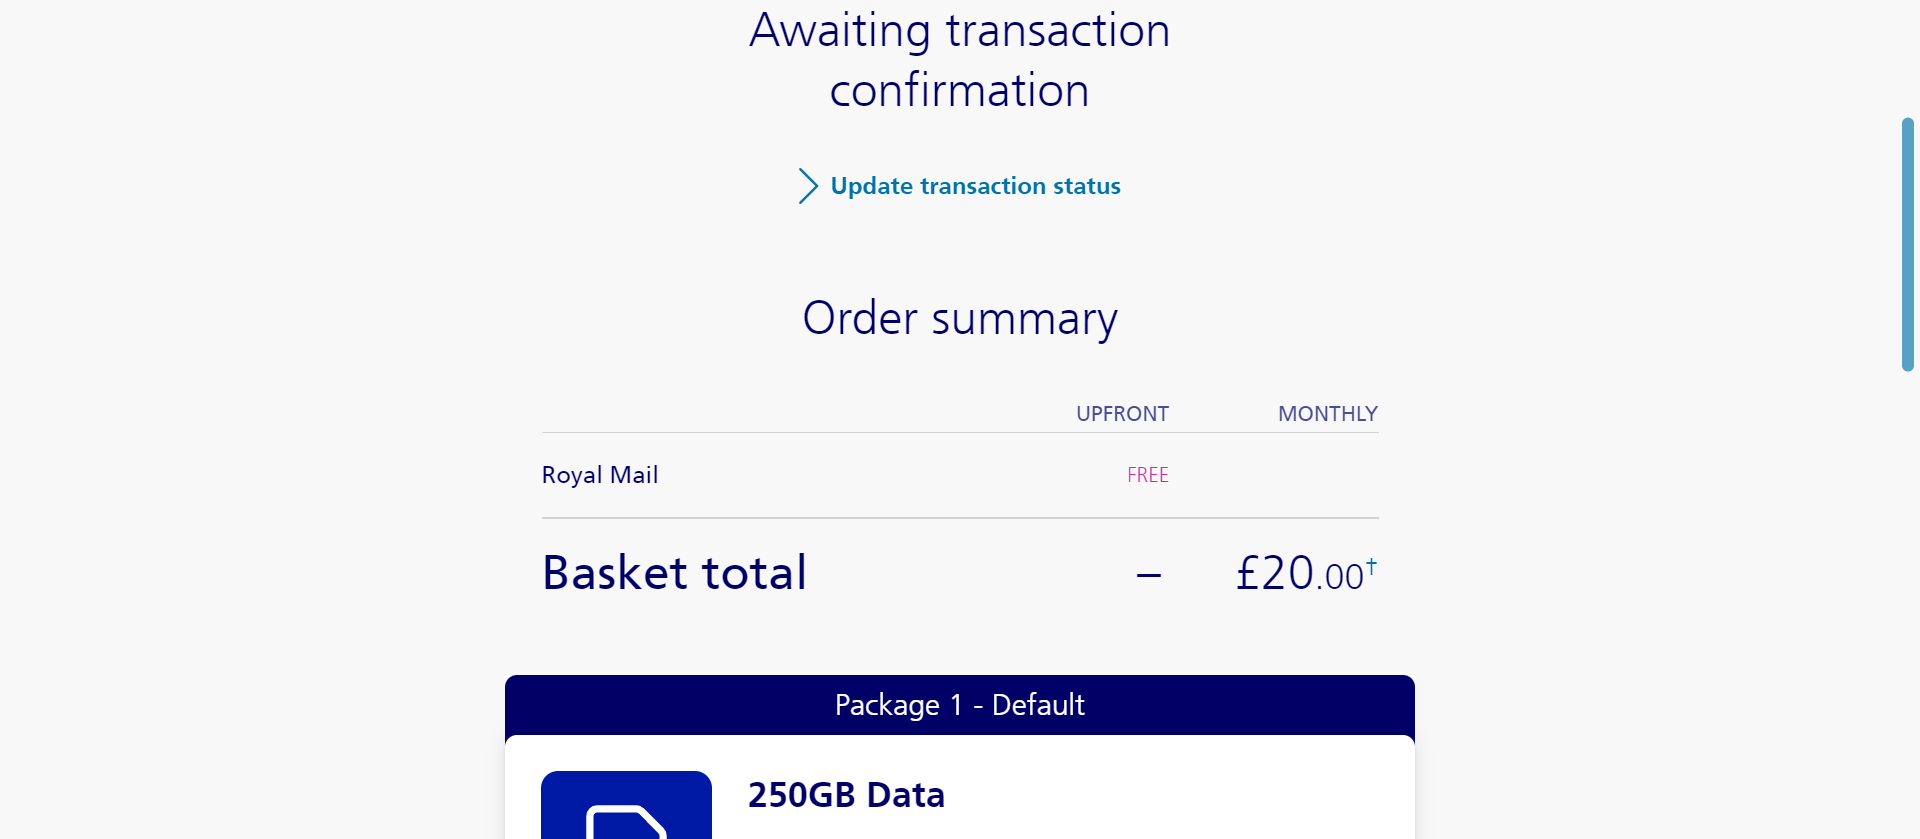 Awaiting transaction
confirmation
Update transaction status
Order summary
UPFRONT MONTHLY
Royal Mail FREE
Basket total – £20.00†
Package 1 - Default
250GB Data